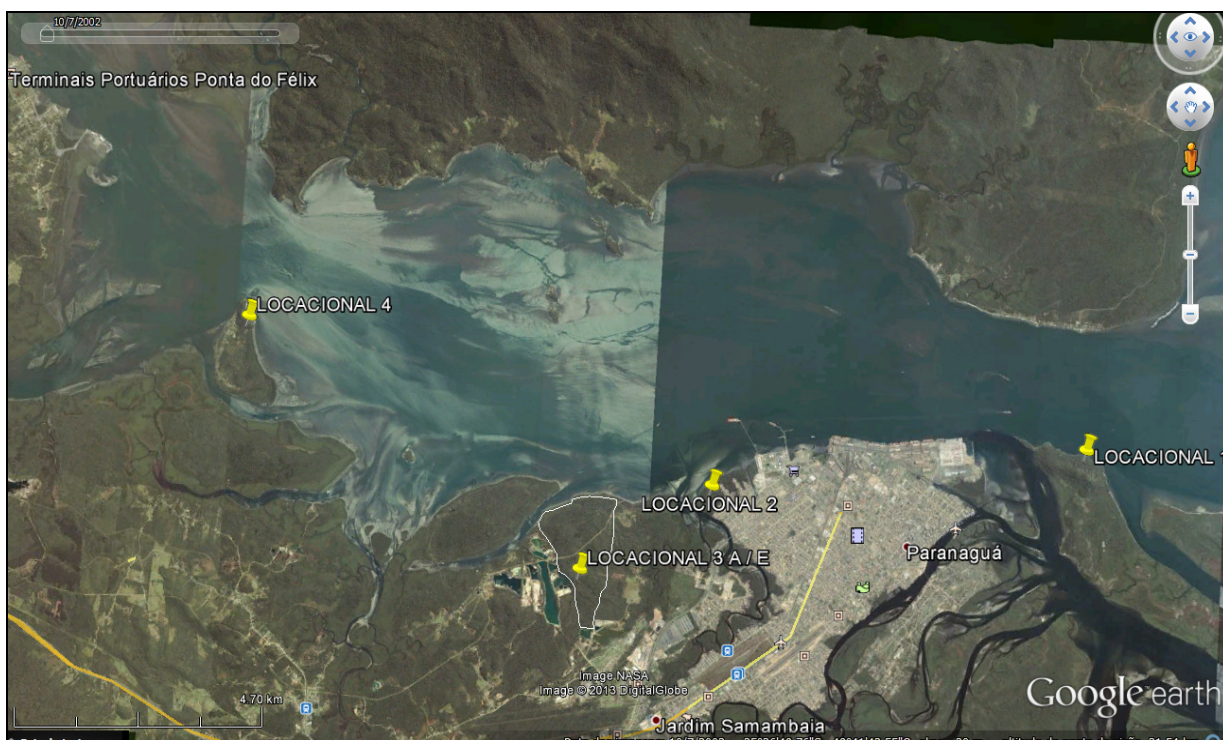 10/7/2002
Terminais Portuários Ponta do Félix
LOCACIONAL 4
LOCACIONAL 1
LOCACIONAL 2
LOCACIONAL 3 A / E
Paranaguá
Image NASA
Image © 2013 DigitalGlobe
4.70 km
Google earth
Jardim Samambaia